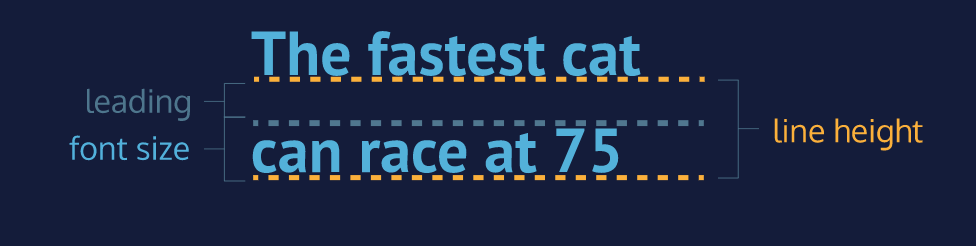 The fastest cat
leading
can race at 75
font size
line height